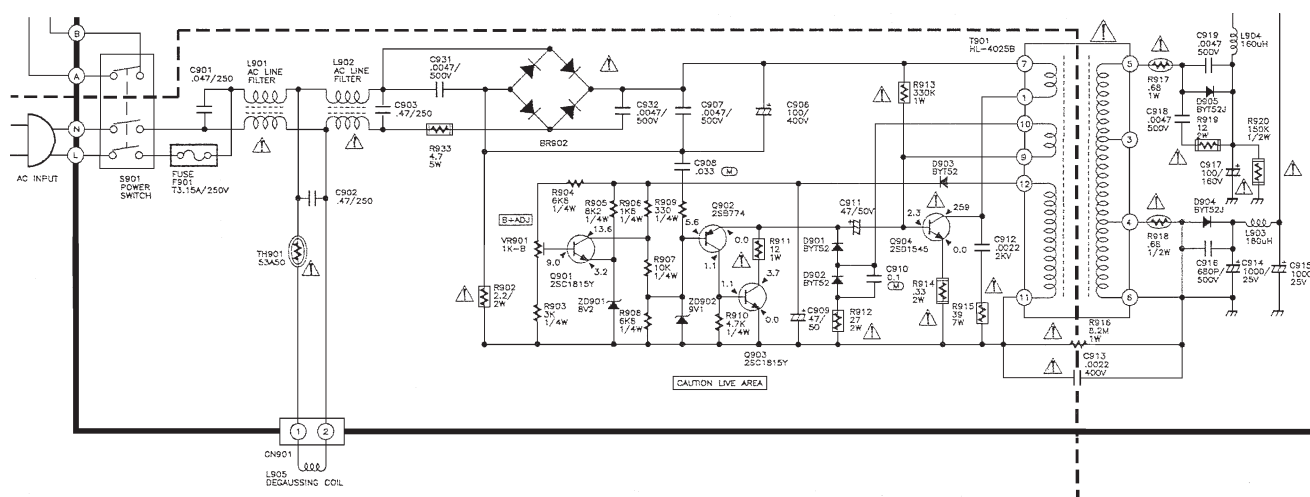 B
A
N
L
AC INPUT
S901
POWER
SWITCH
FUSE
F901
T3.15A/250V
C901
.047/250
L901
AC LINE
FILTER
L902
AC LINE
FILTER
C903
.47/250
C902
.47/250
TH901
53A50
1
2
CN901
L905
DEGAUSSING COIL
C931
.0047/
500V
R933
4.7
5W
BR902
C932
.0047/
500V
C907
.0047/
500V
C906
100/
400V
C908
.033
M
R904
6K8
1/4W
B+ADJ
VR901
1K-B
9.0
13.6
3.2
Q901
2SC1815Y
R902
2.2/
2W
R903
3K
1/4W
R905
8K2
1/4W
R906
1K8
1/4W
R909
330
1/4W
ZD901
8V2
R907
10K
1/4W
R908
6K8
1/4W
ZD902
9V1
Q902
2SB774
5.6
0.0
1.1
1.1
3.7
0.0
R911
12
1W
R910
4.7K
1/4W
Q903
2SC1815Y
C909
47/
50
D901
BYT52
D902
BYT52
C911
47/50V
C910
0.1
M
R912
27
2W
D903
BYT52
R913
330K
1W
2.3
259
0.0
Q904
2SD1545
R914
.33
2W
C912
.0022
2KV
R915
39
7W
CAUTION LIVE AREA
T901
HL-4025B
7
1
10
9
12
11
5
3
4
6
R916
8.2M
1W
C913
.0022
400V
R917
.68
1W
C919
.0047
500V
L904
160uH
D905
BYT52J
C918
.0047
500V
R919
12
2W
R920
150K
1/2W
C917
100/
160V
D904
BYT52J
R918
.68
1/2W
L903
160uH
C916
680P/
500V
C914
1000/
25V
C915
1000
25V